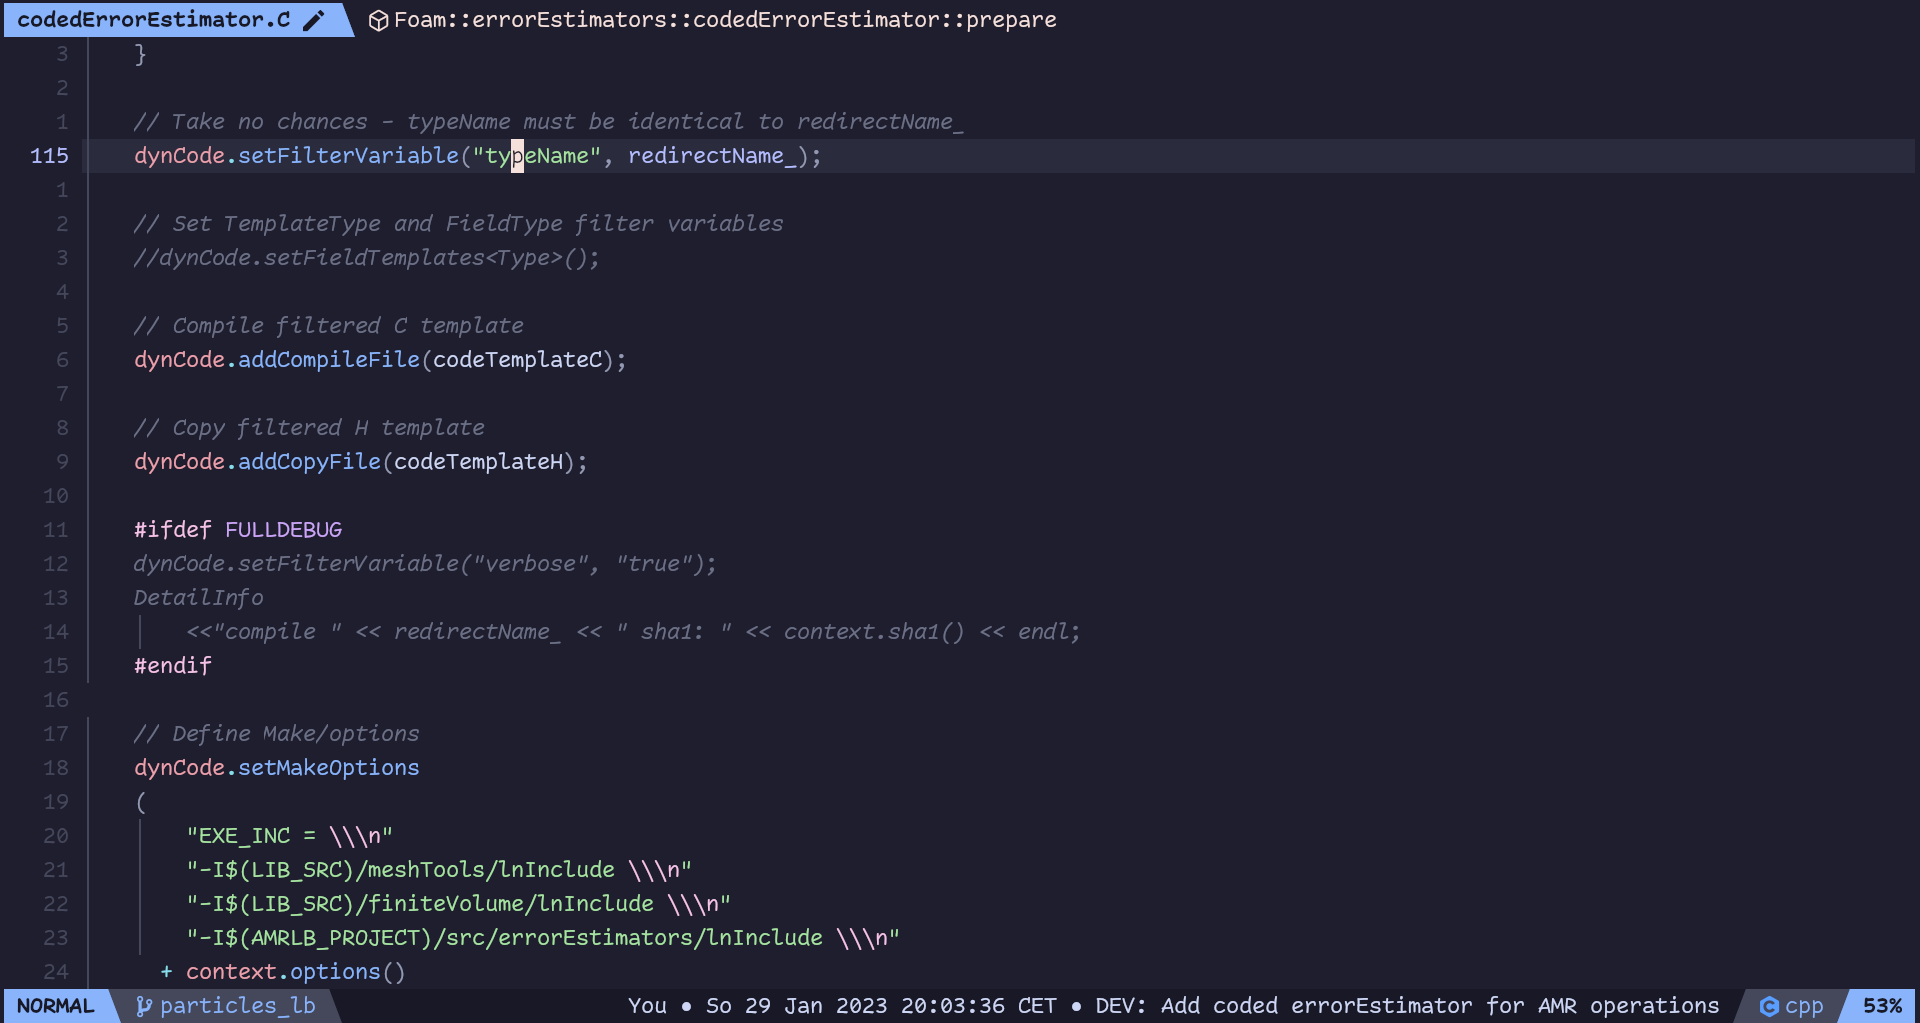 codedErrorEstimator.C Foam::errorEstimators::codedErrorEstimator::prepare
3 }
2
1 // Take no chances - typeName must be identical to redirectName_
115 dynCode.setFilterVariable("typeName", redirectName_);
1
2 // Set TemplateType and FieldType filter variables
3 //dynCode.setFieldTemplates<Type>();
4
5 // Compile filtered C template
6 dynCode.addCompileFile(codeTemplateC);
7
8 // Copy filtered H template
9 dynCode.addCopyFile(codeTemplateH);
10
11 #ifdef FULLDEBUG
12 dynCode.setFilterVariable("verbose", "true");
13 DetailInfo
14     <<"compile " << redirectName_ << " sha1: " << context.sha1() << endl;
15 #endif
16
17 // Define Make/options
18 dynCode.setMakeOptions
19 (
20     "EXE_INC = \\\n"
21     "-I$(LIB_SRC)/meshTools/lnInclude \\\n"
22     "-I$(LIB_SRC)/finiteVolume/lnInclude \\\n"
23     "-I$(AMRLB_PROJECT)/src/errorEstimators/lnInclude \\\n"
24   + context.options()
NORMAL particles_lb You • So 29 Jan 2023 20:03:36 CET • DEV: Add coded errorEstimator for AMR operations cpp 53%